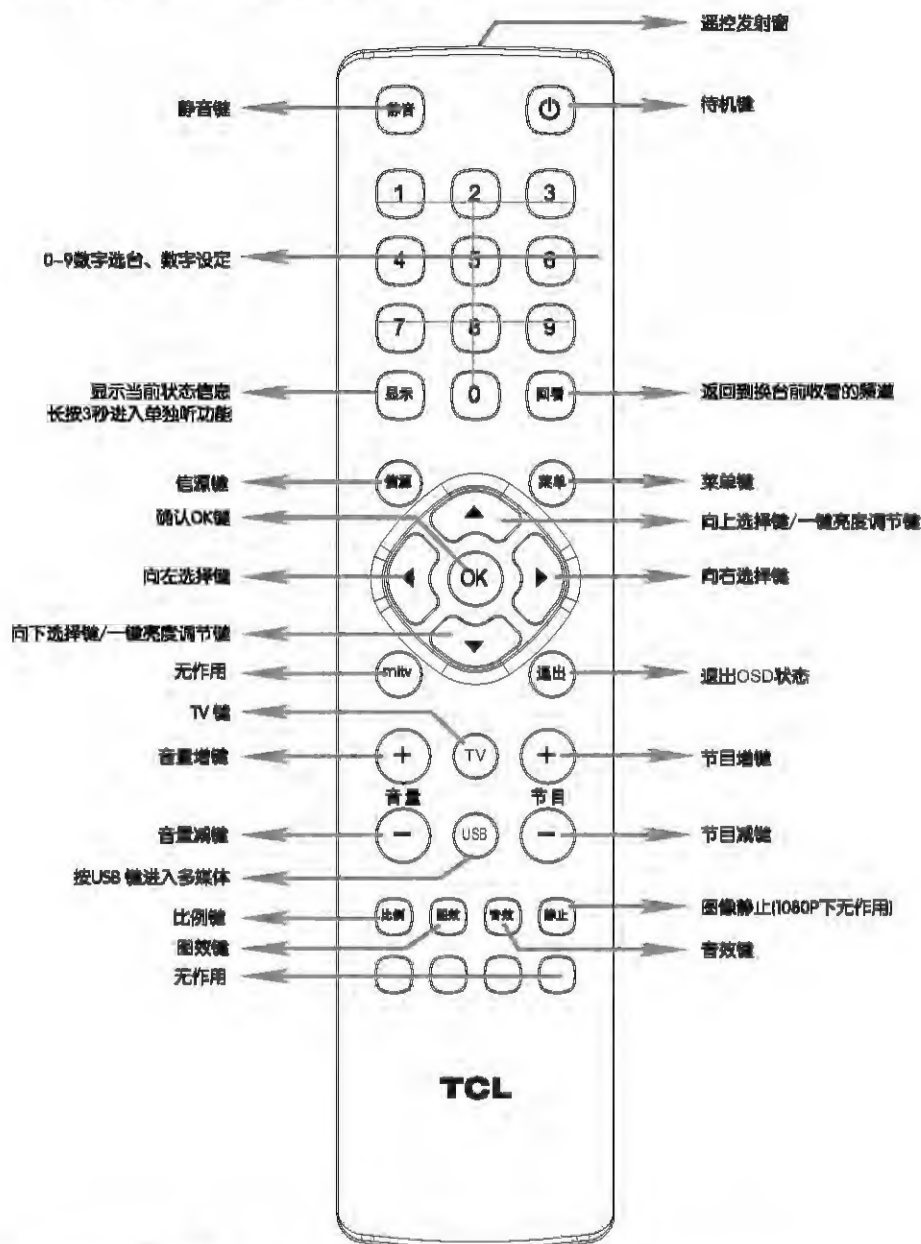 遥控发射窗
静音键
静音
待机键
1
2
3
0-9数字选台、数字设定
4
5
6
7
8
9
显示当前状态信息
长按3秒进入单独听功能
显示
0
回看
返回到换台前收看的频道
信源键
信源
菜单
菜单键
确认OK键
向上选择键/一键亮度调节键
向左选择键
OK
向右选择键
向下选择键/一键亮度调节键
无作用
mitv
退出
退出OSD状态
TV 键
音量增键
+
TV
+
节目增键
音量
节目
音量减键
−
USB
−
节目减键
按USB 键进入多媒体
比例键
比例
图效
音效
静止
图像静止(1080P下无作用)
图效键
音效键
无作用
TCL